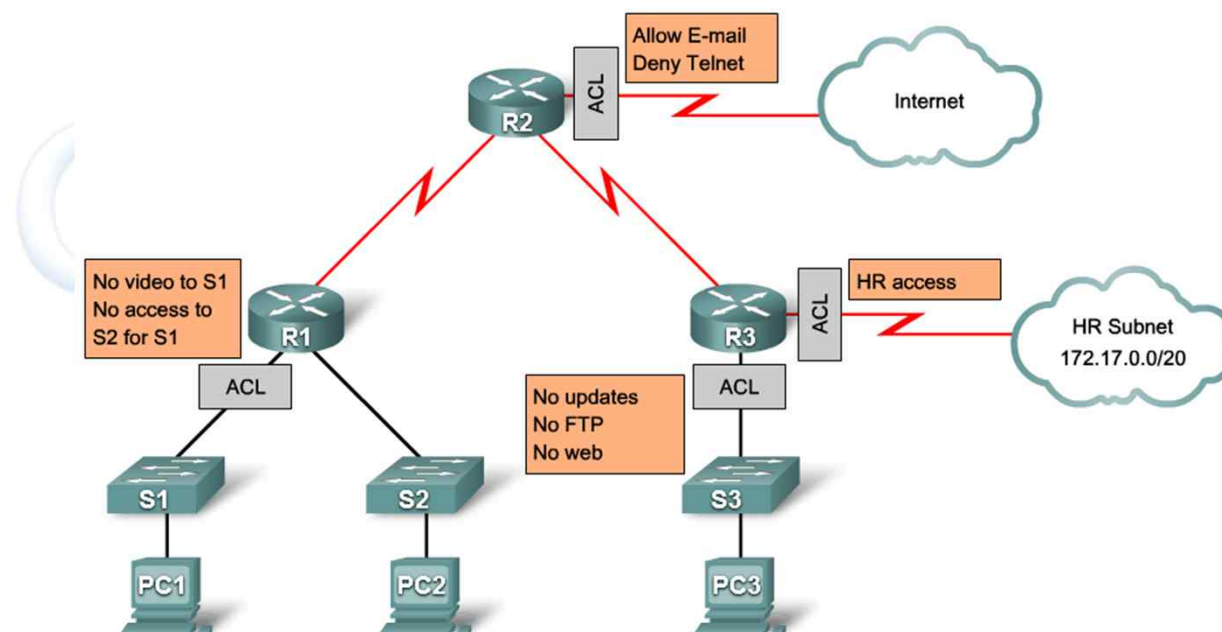 Allow E-mail
Deny Telnet
ACL
Internet
R2
No video to S1
No access to
S2 for S1
R1
ACL
HR access
ACL
R3
HR Subnet
172.17.0.0/20
ACL
No updates
No FTP
No web
S1
S2
S3
PC1
PC2
PC3